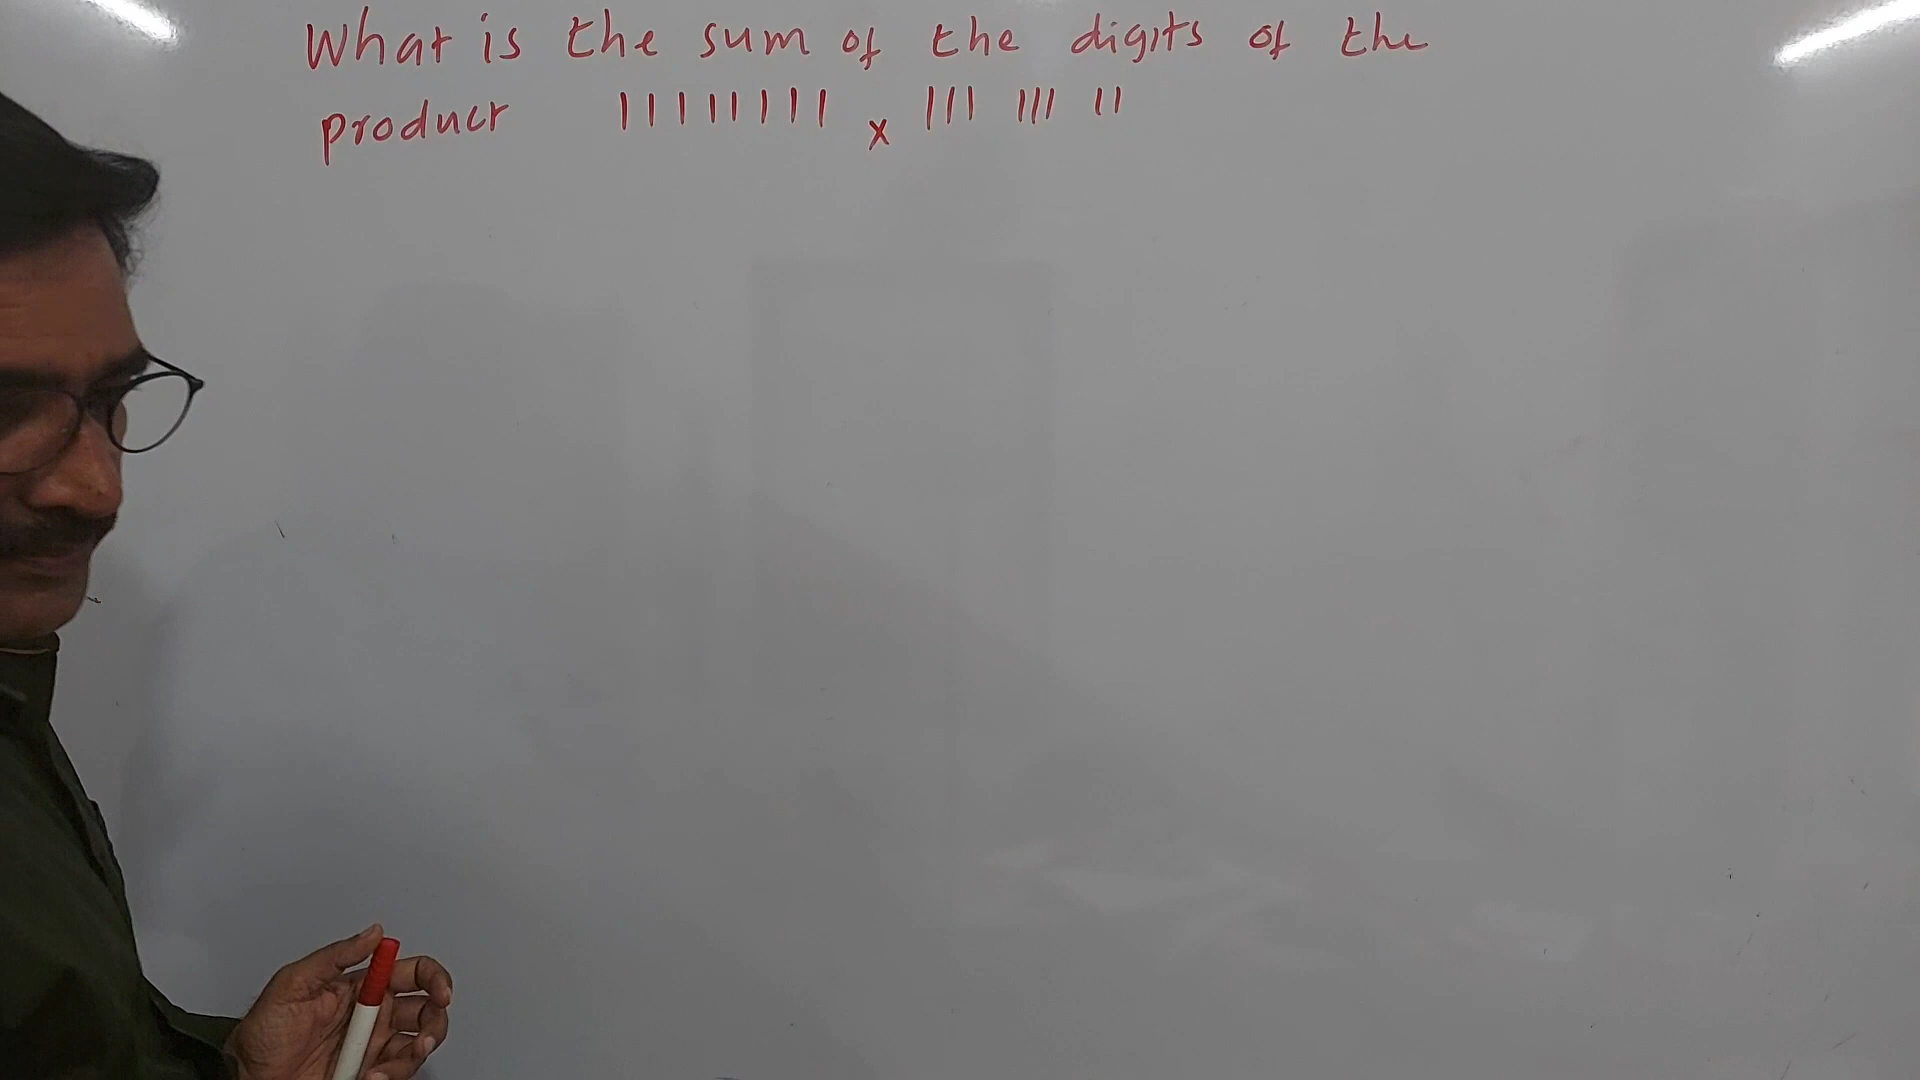 What is the sum of the digits of the
product 11111111 x 111 111 11